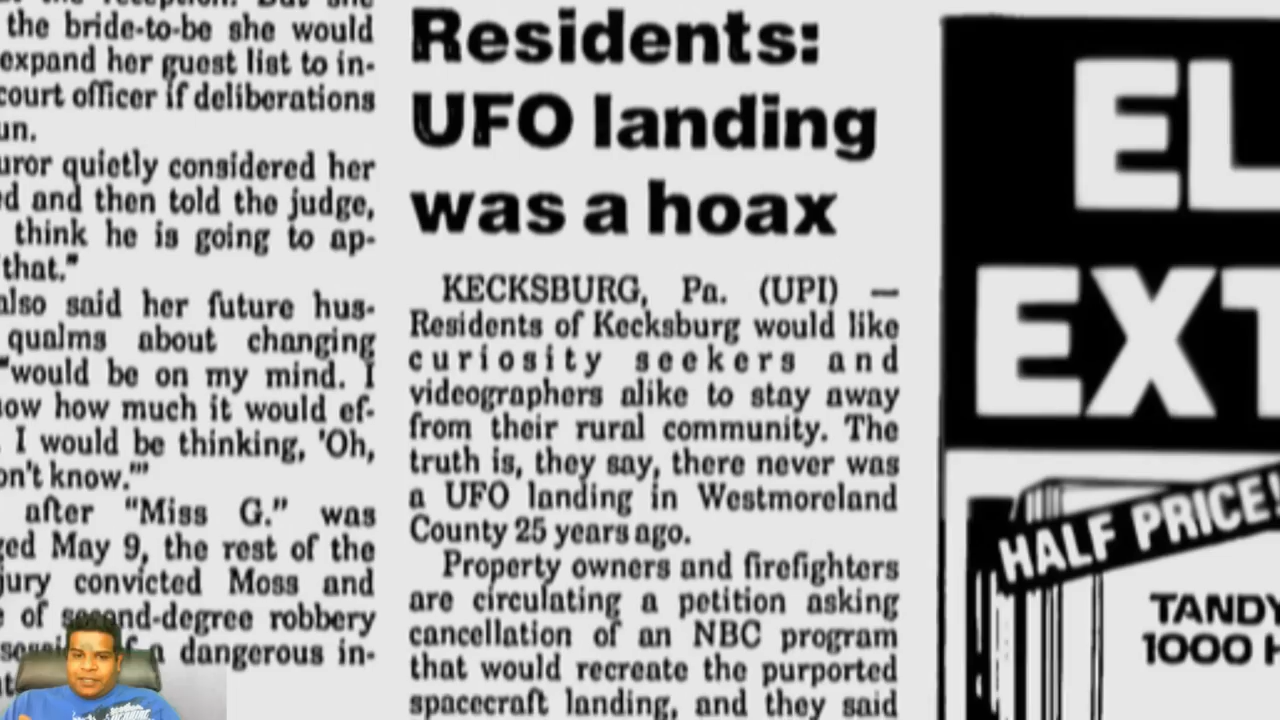 the reception. But she
the bride-to-be she would
expand her guest list to in-
court officer if deliberations
un.
uror quietly considered her
ed and then told the judge,
think he is going to ap-
that."
also said her future hus-
qualms about changing
"would be on my mind. I
ow how much it would ef-
I would be thinking, 'Oh,
on't know.'"
after "Miss G." was
ged May 9, the rest of the
jury convicted Moss and
e of second-degree robbery
a dangerous in-
Residents:
UFO landing
was a hoax
KECKSBURG, Pa. (UPI) —
Residents of Kecksburg would like
curiosity seekers and
videographers alike to stay away
from their rural community. The
truth is, they say, there never was
a UFO landing in Westmoreland
County 25 years ago.
Property owners and firefighters
are circulating a petition asking
cancellation of an NBC program
that would recreate the purported
spacecraft landing, and they said
EL
EXT
HALF PRICE!
TANDY
1000 H